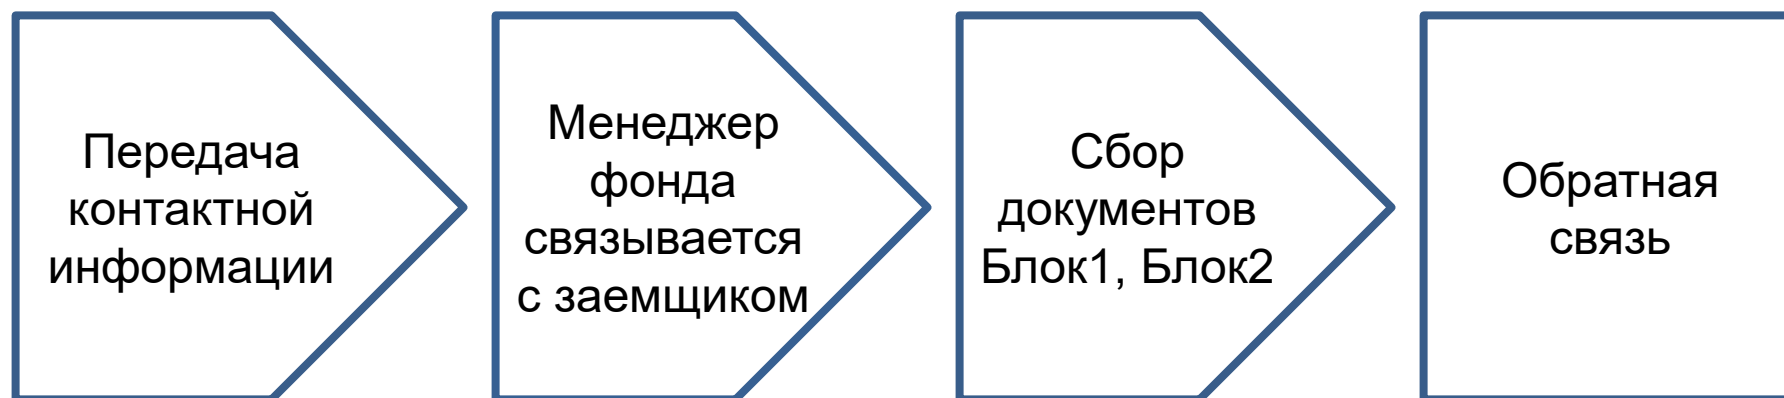 Передача
контактной
информации
Менеджер
фонда
связывается
с заемщиком
Сбор
документов
Блок1, Блок2
Обратная
связь